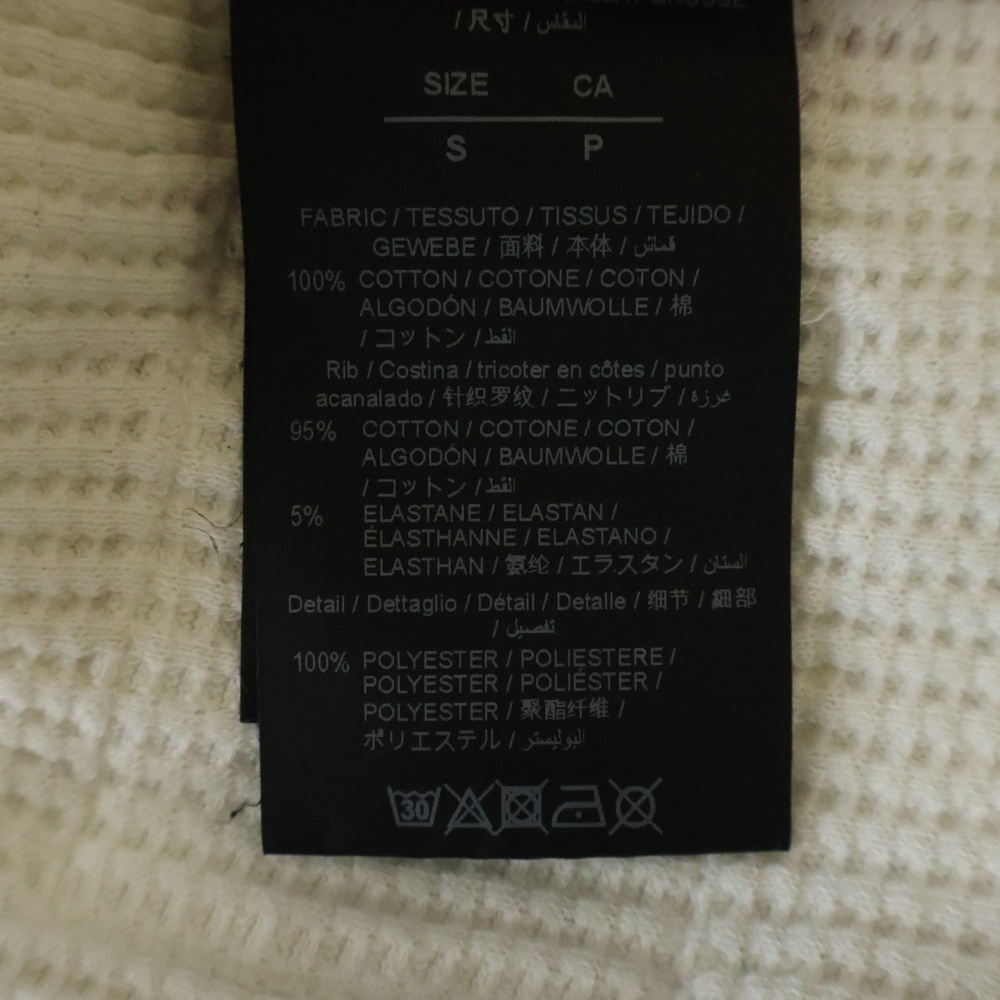 / 尺寸 / المقاس
SIZE CA
S P
FABRIC / TESSUTO / TISSUS / TEJIDO /
GEWEBE / 面料 / 本体 / قماش
100% COTTON / COTONE / COTON /
ALGODÓN / BAUMWOLLE / 棉
/ コットン / القط
Rib / Costina / tricoter en côtes / punto
acanalado / 针织罗纹 / ニットリブ / غرزة
95% COTTON / COTONE / COTON /
ALGODÓN / BAUMWOLLE / 棉
/ コットン / القط
5% ELASTANE / ELASTAN /
ÉLASTHANNE / ELASTANO /
ELASTHAN / 氨纶 / エラスタン / الستان
Detail / Dettaglio / Détail / Detalle / 细节 / 細部
/ تفصيل
100% POLYESTER / POLIESTERE /
POLYESTER / POLIÉSTER /
POLYESTER / 聚酯纤维 /
ポリエステル / البوليستر
30